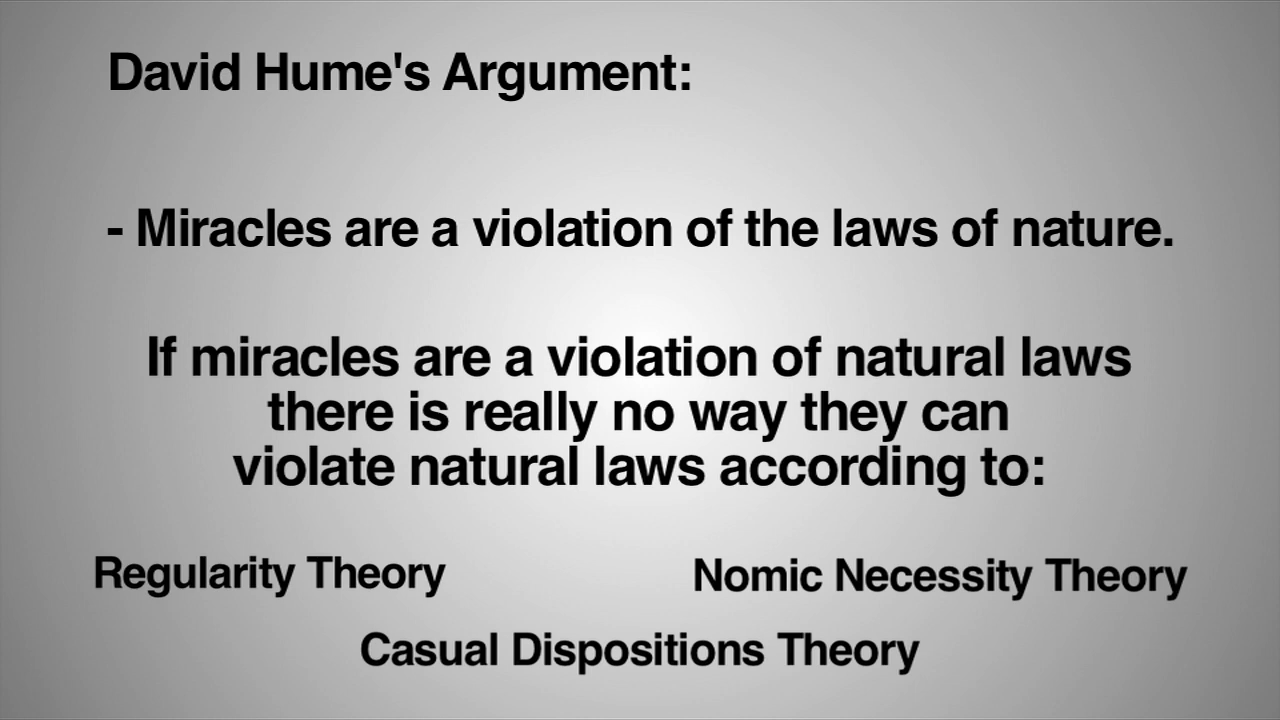 David Hume's Argument:
- Miracles are a violation of the laws of nature.
If miracles are a violation of natural laws
there is really no way they can
violate natural laws according to:
Regularity Theory
Nomic Necessity Theory
Casual Dispositions Theory